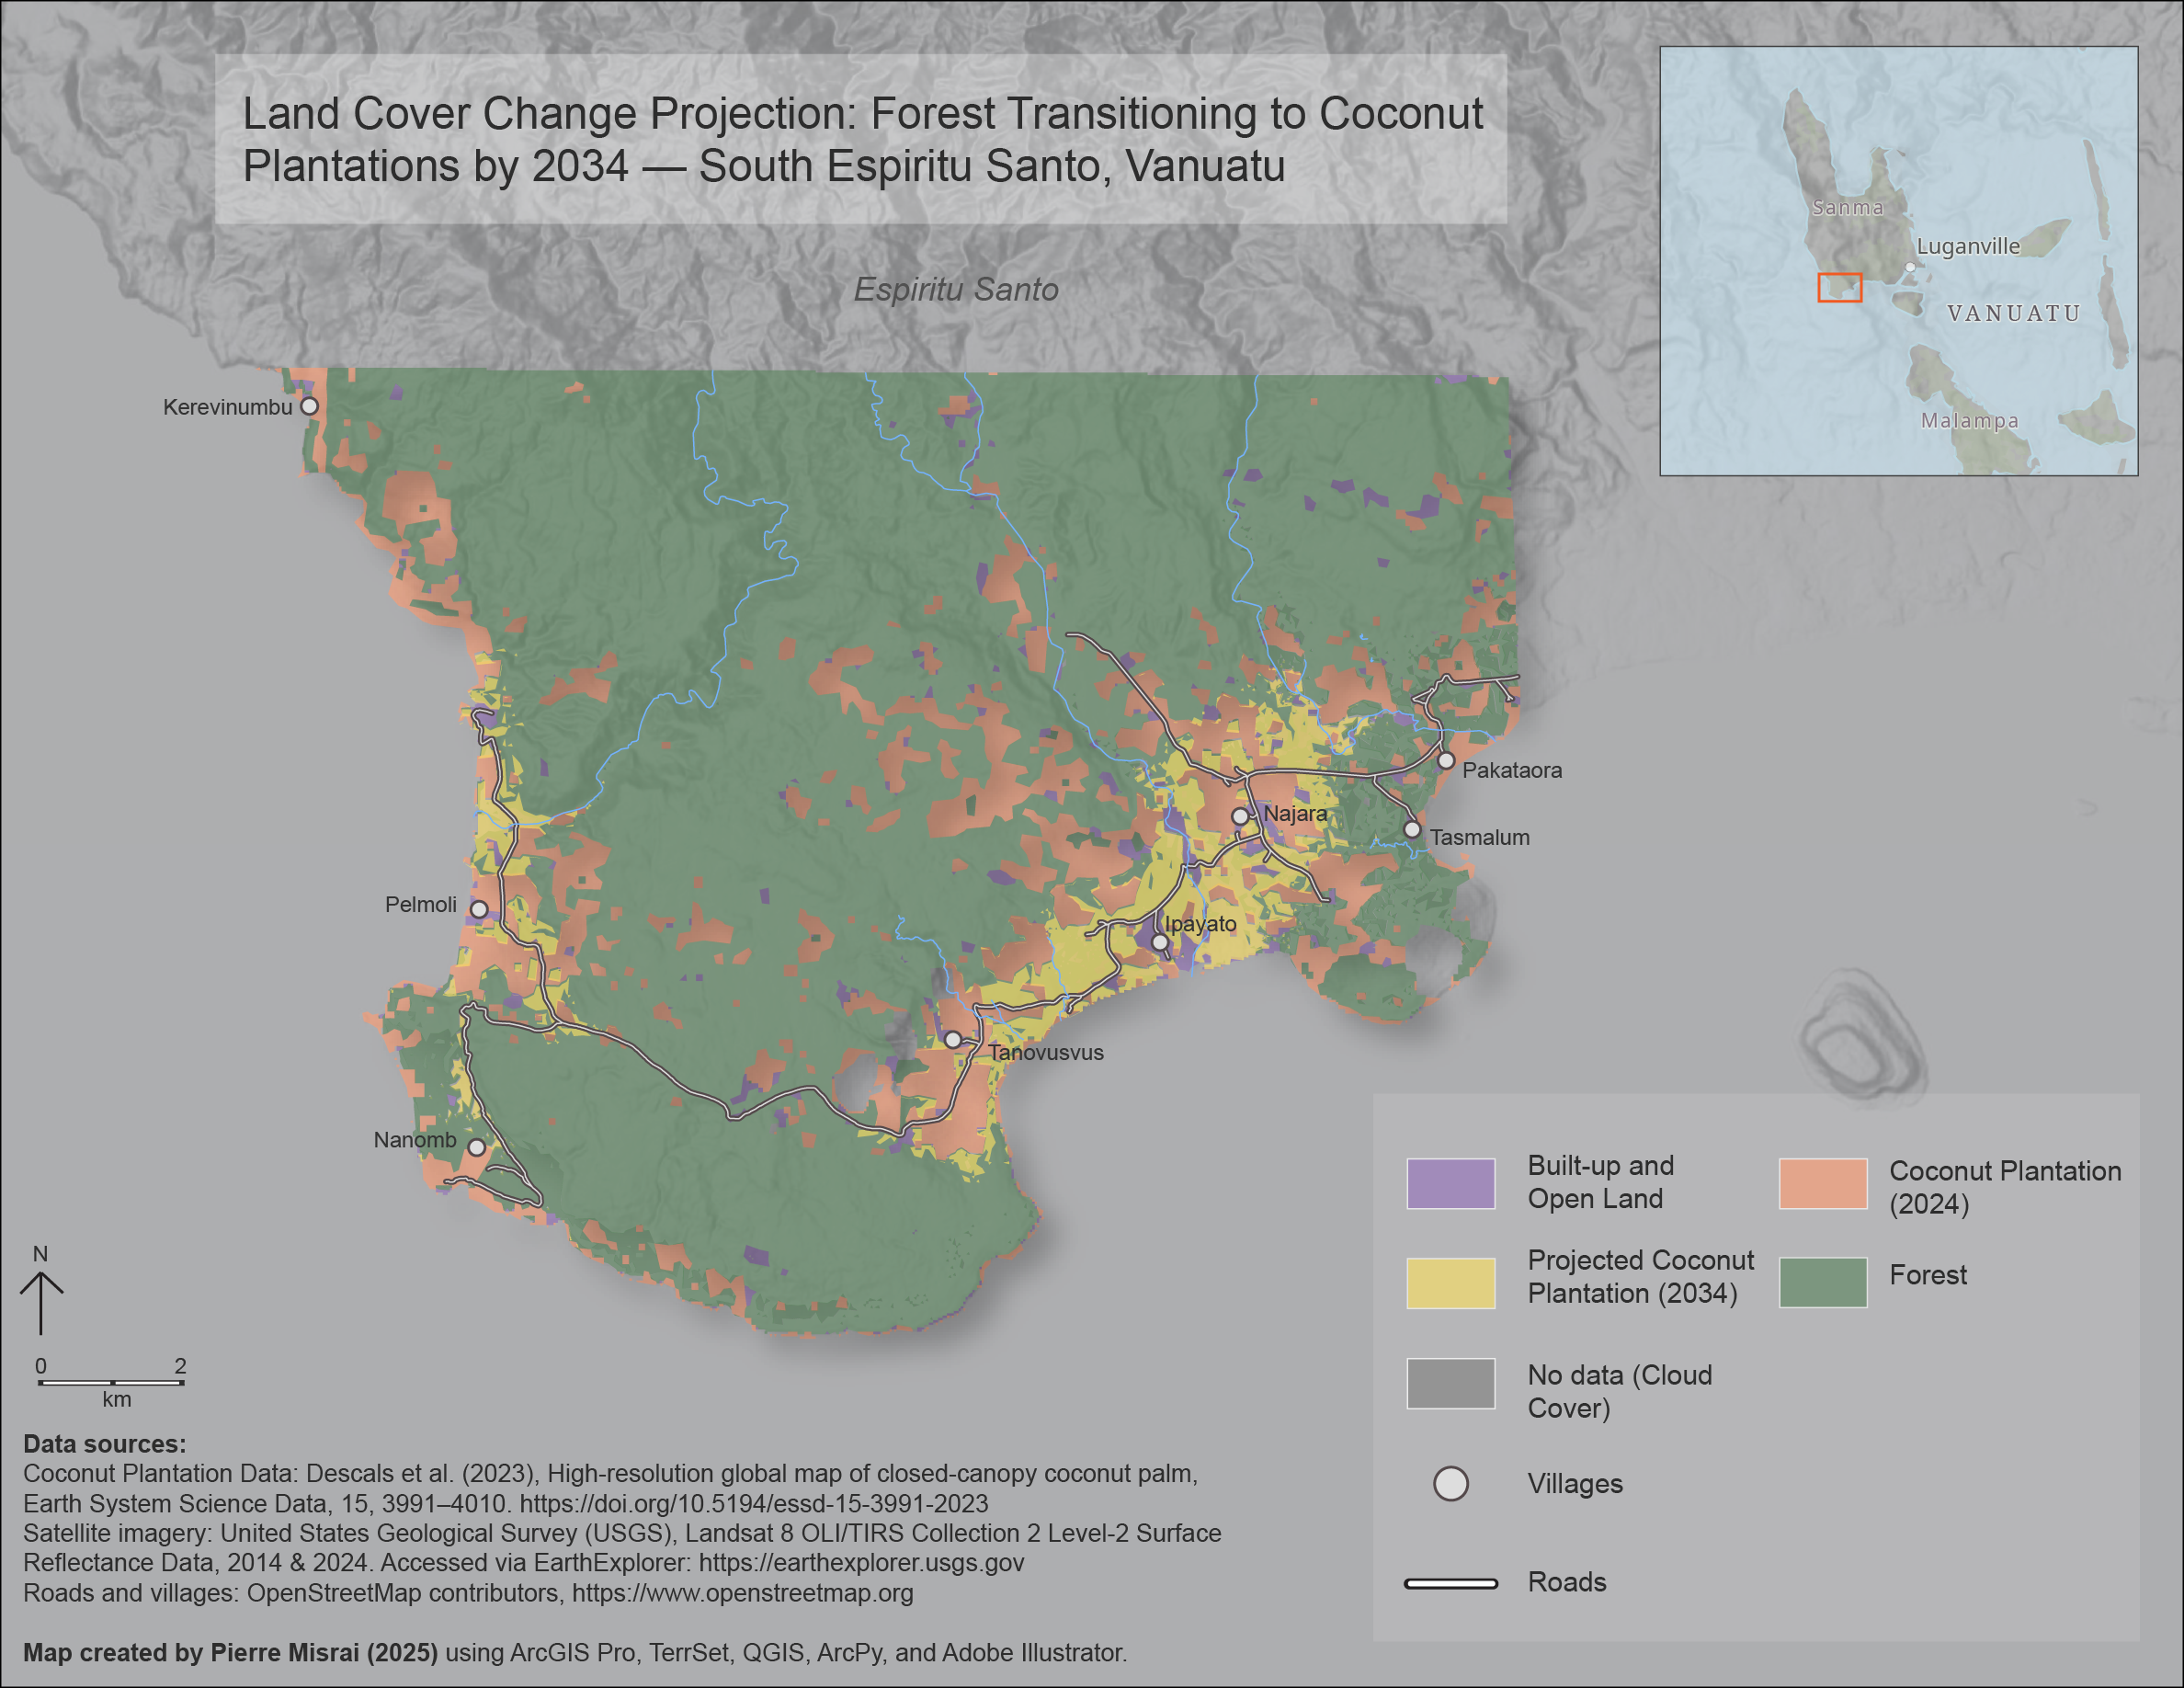 Land Cover Change Projection: Forest Transitioning to Coconut
Plantations by 2034 — South Espiritu Santo, Vanuatu
Sanma
Luganville
VANUATU
Malampa
Espiritu Santo
Kerevinumbu
Pakataora
Najara
Tasmalum
Pelmoli
Ipayato
Tanovusvus
Nanomb
Built-up and
Open Land
Coconut Plantation
(2024)
Projected Coconut
Plantation (2034)
Forest
No data (Cloud
Cover)
Villages
Roads
N
0 2
km
Data sources:
Coconut Plantation Data: Descals et al. (2023), High-resolution global map of closed-canopy coconut palm,
Earth System Science Data, 15, 3991–4010. https://doi.org/10.5194/essd-15-3991-2023
Satellite imagery: United States Geological Survey (USGS), Landsat 8 OLI/TIRS Collection 2 Level-2 Surface
Reflectance Data, 2014 & 2024. Accessed via EarthExplorer: https://earthexplorer.usgs.gov
Roads and villages: OpenStreetMap contributors, https://www.openstreetmap.org
Map created by Pierre Misrai (2025) using ArcGIS Pro, TerrSet, QGIS, ArcPy, and Adobe Illustrator.